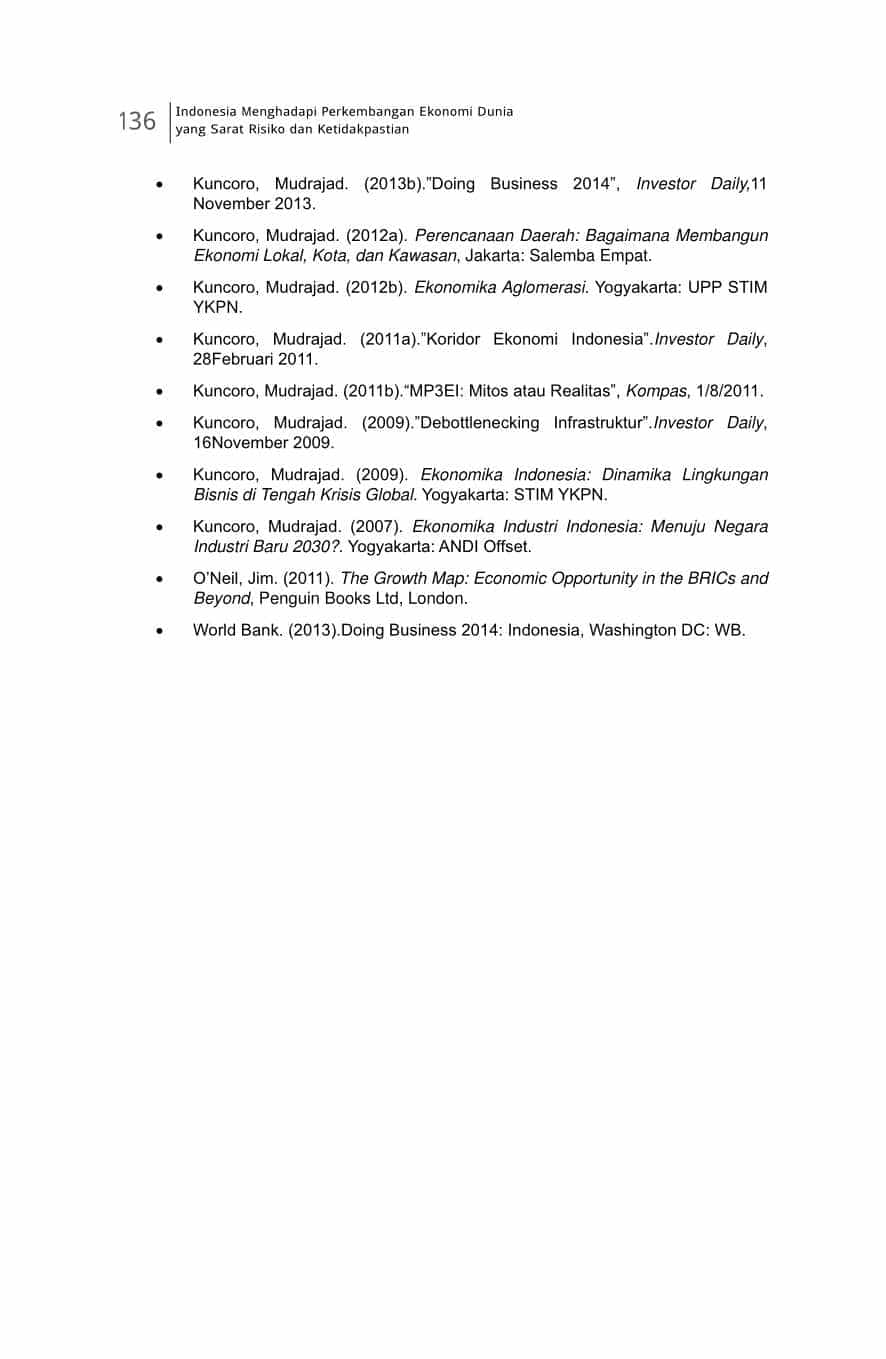 136
Indonesia Menghadapi Perkembangan Ekonomi Dunia
yang Sarat Risiko dan Ketidakpastian
• Kuncoro, Mudrajad. (2013b).”Doing Business 2014”, Investor Daily,11
November 2013.
• Kuncoro, Mudrajad. (2012a). Perencanaan Daerah: Bagaimana Membangun
Ekonomi Lokal, Kota, dan Kawasan, Jakarta: Salemba Empat.
• Kuncoro, Mudrajad. (2012b). Ekonomika Aglomerasi. Yogyakarta: UPP STIM
YKPN.
• Kuncoro, Mudrajad. (2011a).”Koridor Ekonomi Indonesia”.Investor Daily,
28Februari 2011.
• Kuncoro, Mudrajad. (2011b).“MP3EI: Mitos atau Realitas”, Kompas, 1/8/2011.
• Kuncoro, Mudrajad. (2009).”Debottlenecking Infrastruktur”.Investor Daily,
16November 2009.
• Kuncoro, Mudrajad. (2009). Ekonomika Indonesia: Dinamika Lingkungan
Bisnis di Tengah Krisis Global. Yogyakarta: STIM YKPN.
• Kuncoro, Mudrajad. (2007). Ekonomika Industri Indonesia: Menuju Negara
Industri Baru 2030?. Yogyakarta: ANDI Offset.
• O’Neil, Jim. (2011). The Growth Map: Economic Opportunity in the BRICs and
Beyond, Penguin Books Ltd, London.
• World Bank. (2013).Doing Business 2014: Indonesia, Washington DC: WB.